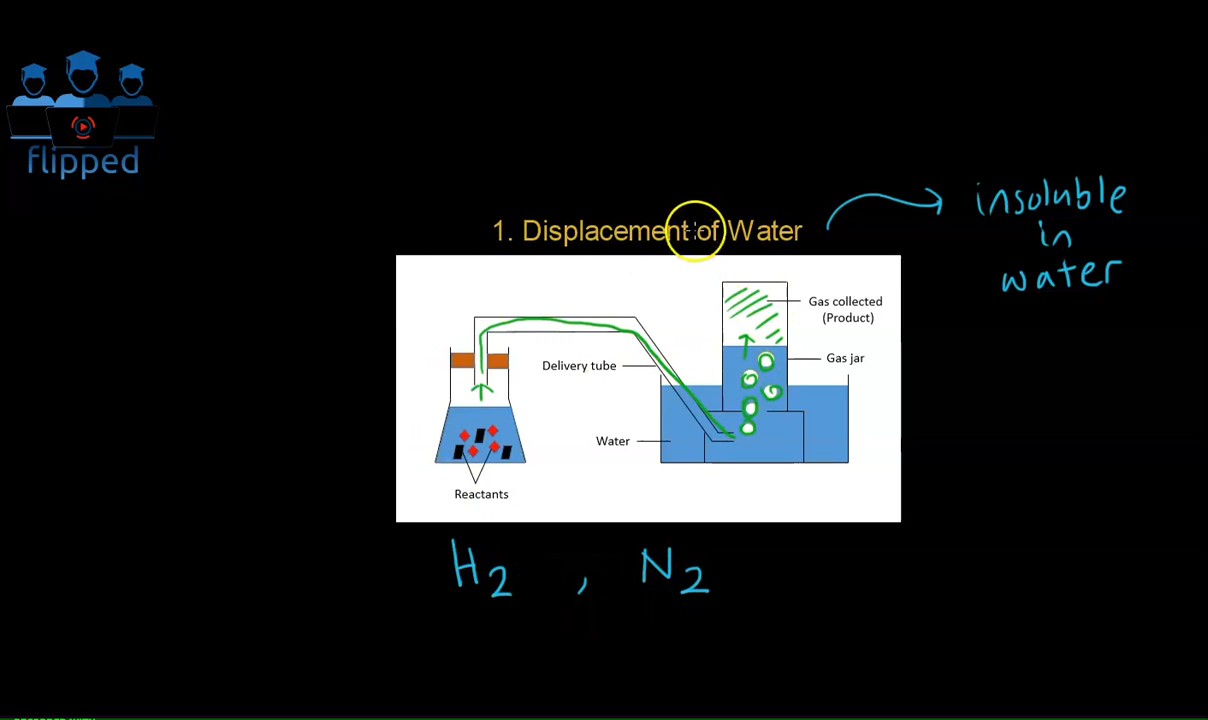 flipped
1. Displacement of Water
insoluble
in
water
Gas collected
(Product)
Gas jar
Delivery tube
Water
Reactants
H2 , N2